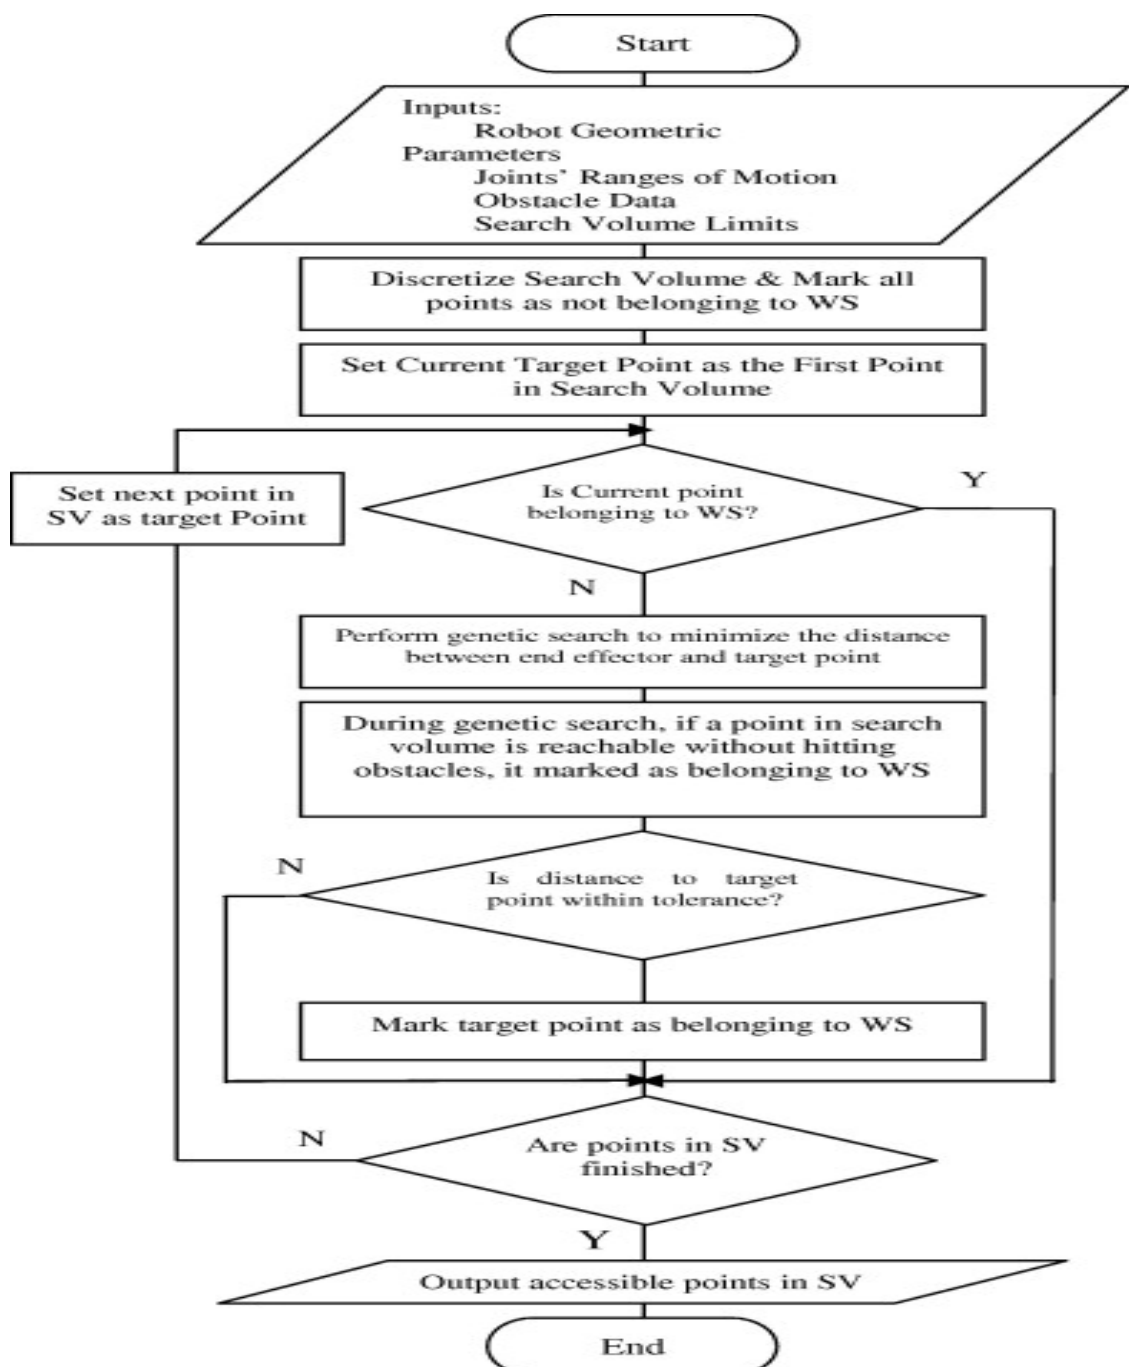 Start
Inputs:
Robot Geometric
Parameters
Joints' Ranges of Motion
Obstacle Data
Search Volume Limits
Discretize Search Volume & Mark all
points as not belonging to WS
Set Current Target Point as the First Point
in Search Volume
Set next point in
SV as target Point
Is Current point
belonging to WS?
Y
N
Perform genetic search to minimize the distance
between end effector and target point
During genetic search, if a point in search
volume is reachable without hitting
obstacles, it marked as belonging to WS
N
Is distance to target
point within tolerance?
Mark target point as belonging to WS
N
Are points in SV
finished?
Y
Output accessible points in SV
End